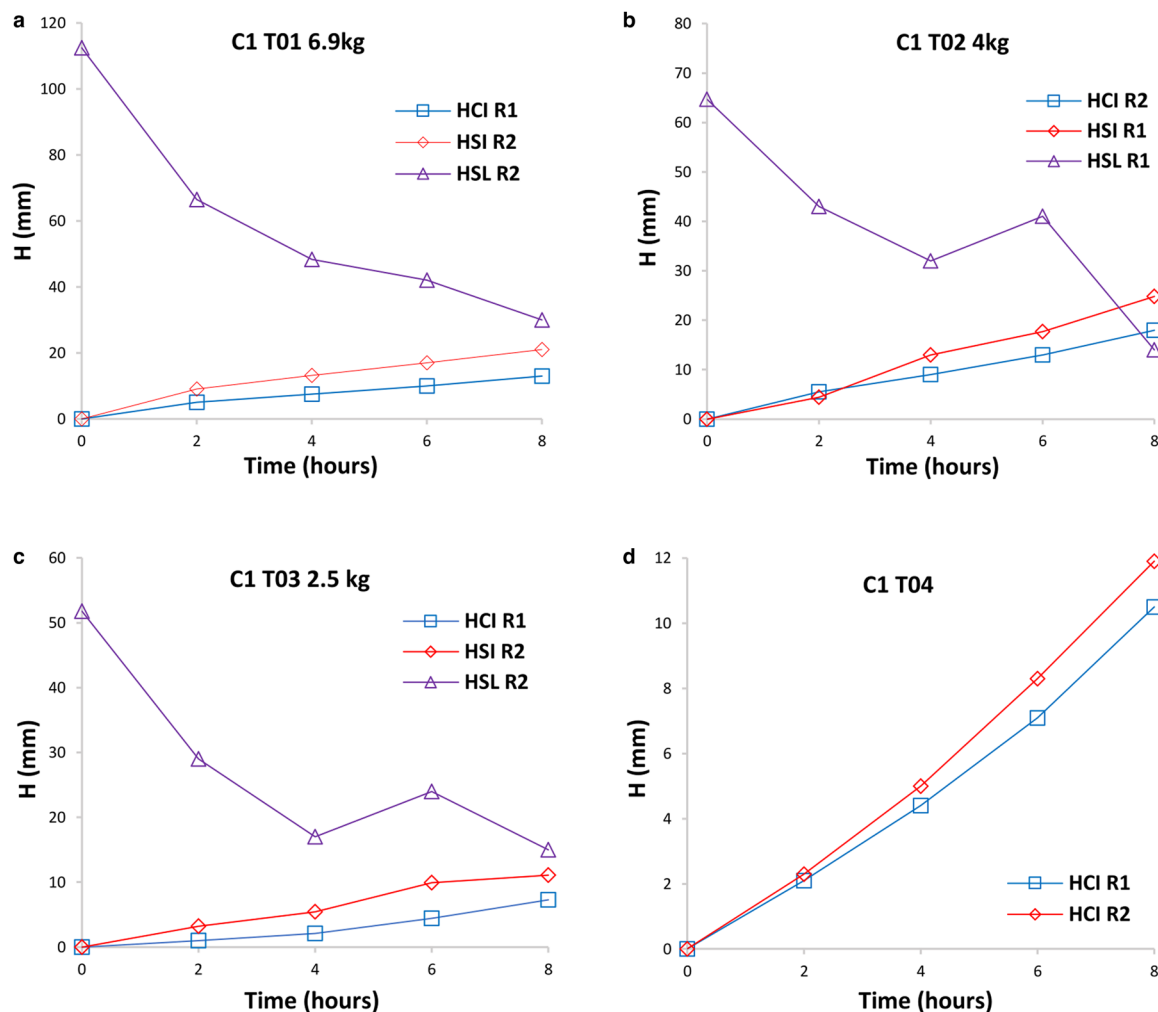 a
C1 T01 6.9kg
120
100
80
60
40
20
0
H (mm)
HCI R1
HSI R2
HSL R2
0 2 4 6 8
Time (hours)
b
C1 T02 4kg
80
70
60
50
40
30
20
10
0
H (mm)
HCI R2
HSI R1
HSL R1
0 2 4 6 8
Time (hours)
c
C1 T03 2.5 kg
60
50
40
30
20
10
0
H (mm)
HCI R1
HSI R2
HSL R2
0 2 4 6 8
Time (hours)
d
C1 T04
12
10
8
6
4
2
0
H (mm)
HCI R1
HCI R2
0 2 4 6 8
Time (hours)